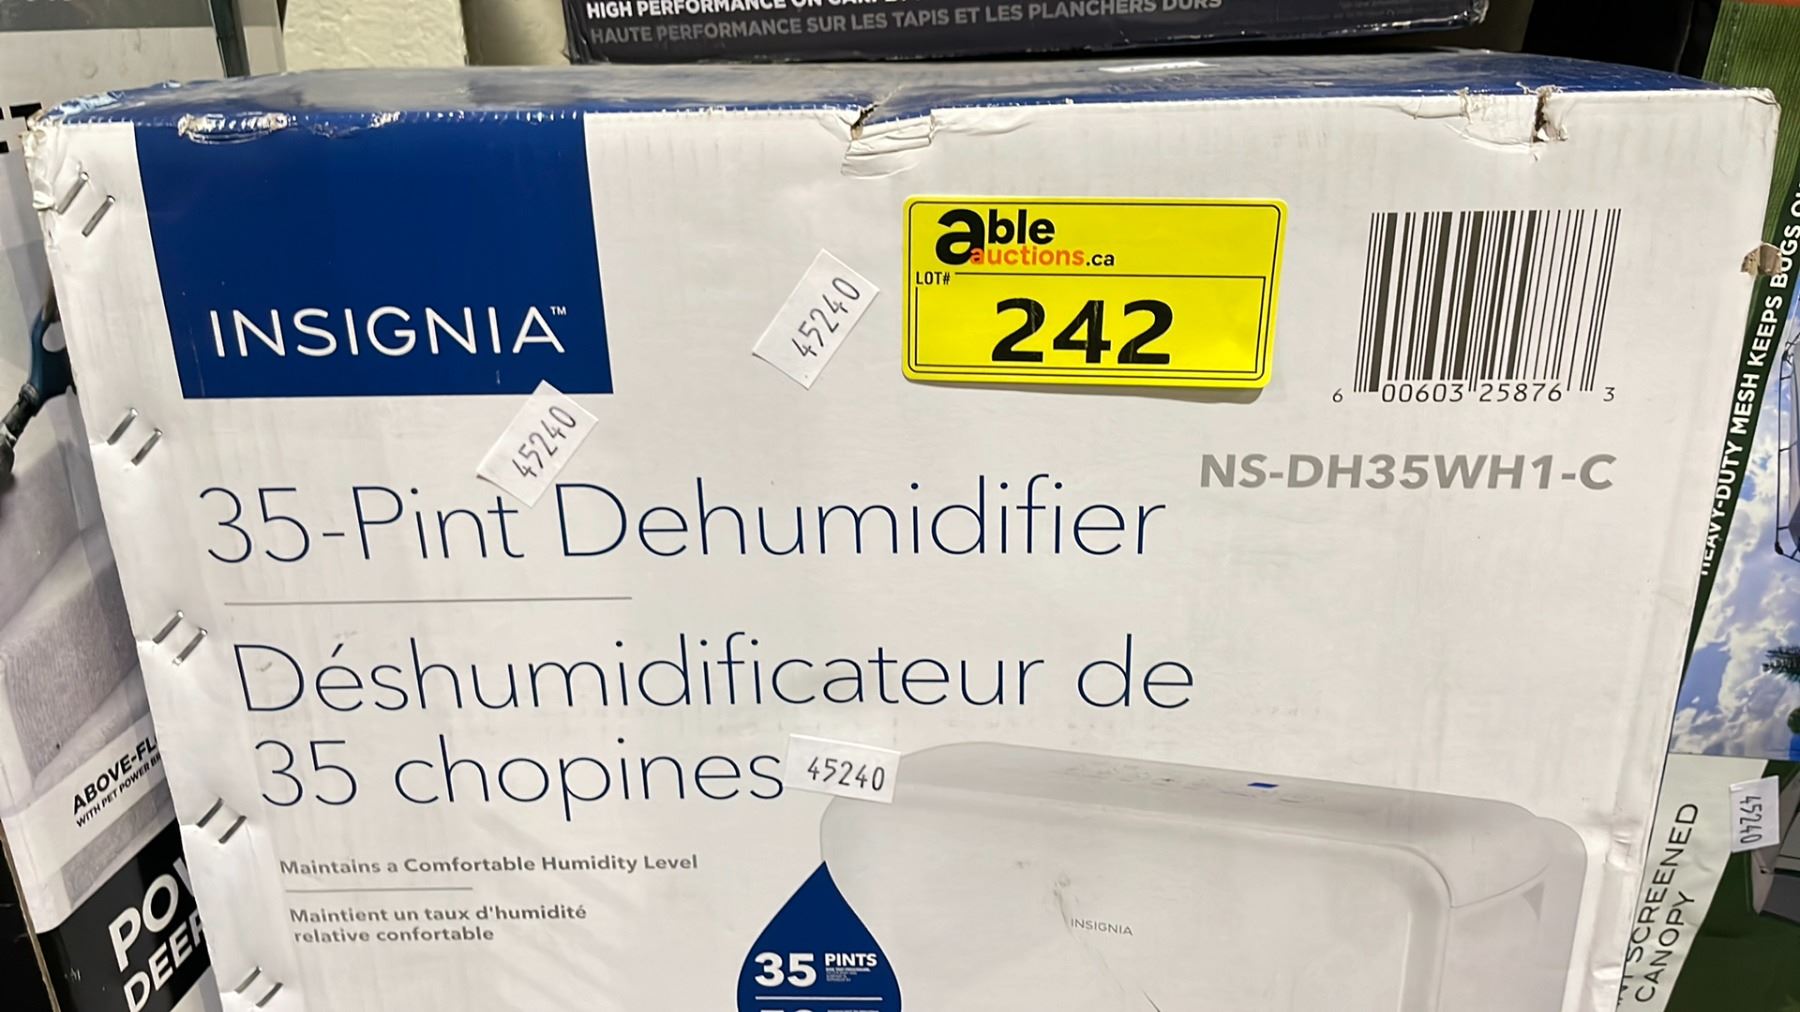 HIGH PERFORMANCE ON
HAUTE PERFORMANCE SUR LES TAPIS ET LES PLANCHERS DURS
INSIGNIA™
able
auctions.ca
LOT#
242
45240
45240
6 00603 25876 3
NS-DH35WH1-C
35-Pint Dehumidifier
Déshumidificateur de
35 chopines
45240
Maintains a Comfortable Humidity Level
Maintient un taux d'humidité
relative confortable
35 PINTS
INSIGNIA
ABOVE-FL
WITH PET POWER
PO
DEEP
HEAVY-DUTY MESH KEEPS BUGS
SCREENED
CANOPY
45240